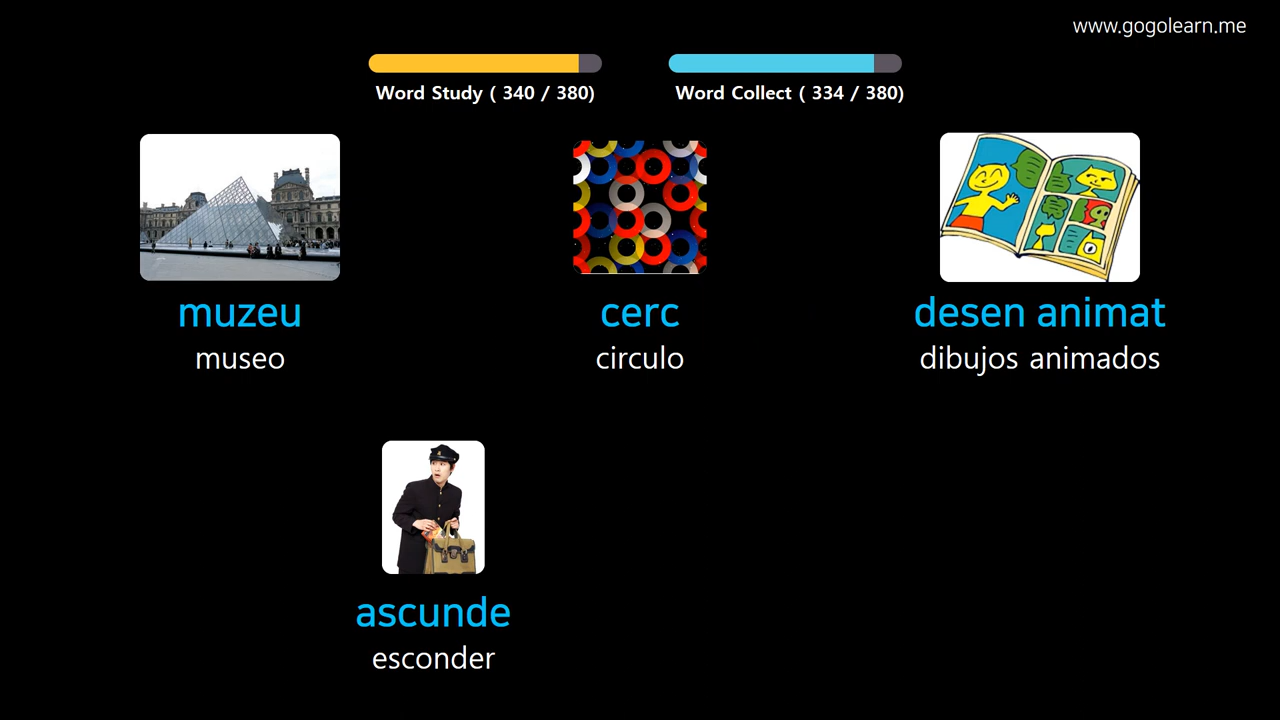 www.gogolearn.me
Word Study ( 340 / 380)
Word Collect ( 334 / 380)
muzeu
museo
cerc
circulo
desen animat
dibujos animados
ascunde
esconder